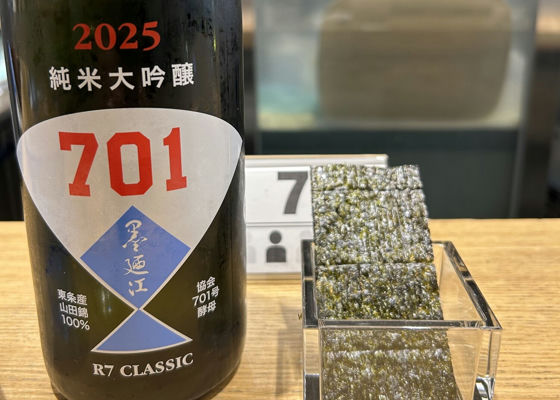 2025
純米大吟醸
701
墨廼江
東条産
山田錦
100%
協会
701号
酵母
R7 CLASSIC
7